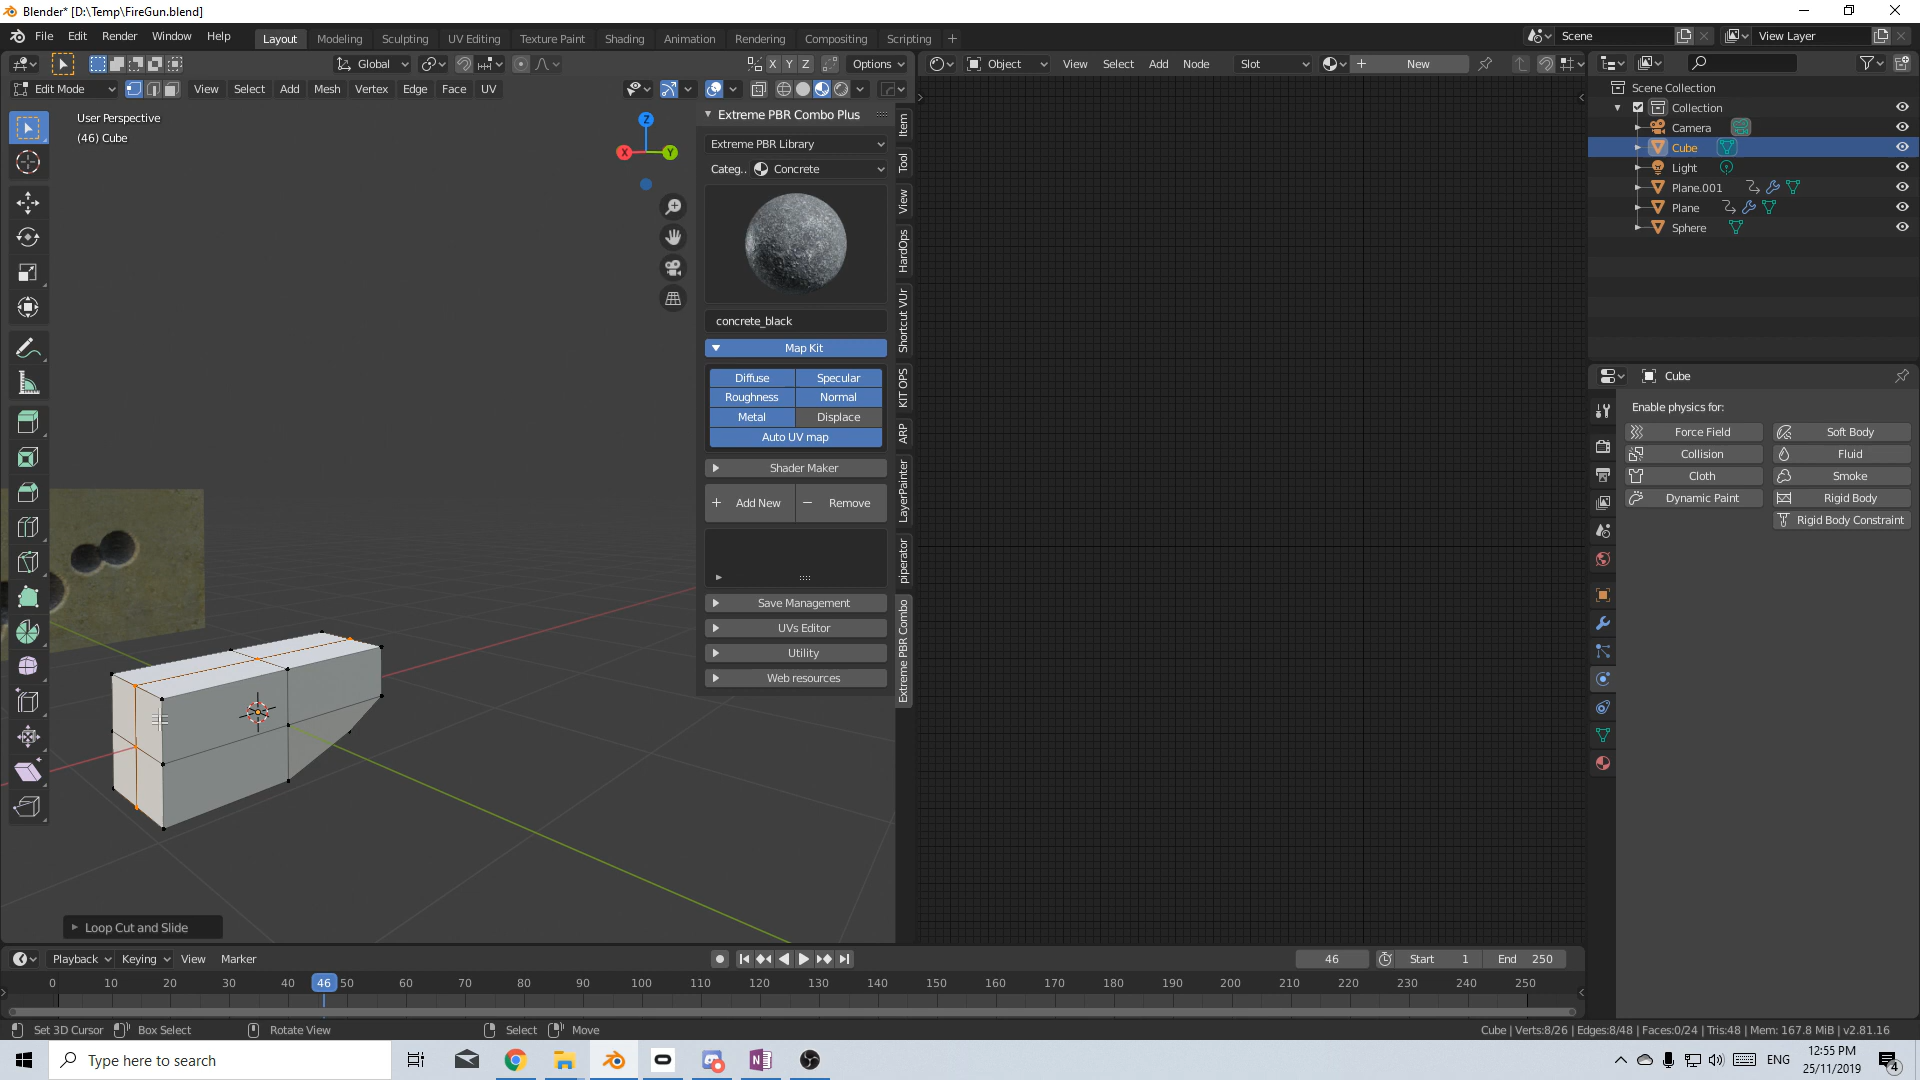 Blender* [D:\Temp\FireGun.blend]
File Edit Render Window Help
Layout Modeling Sculpting UV Editing Texture Paint Shading Animation Rendering Compositing Scripting +
Scene
View Layer
Global
X Y Z
Options
Object
View Select Add Node
Slot
New
Edit Mode
View Select Add Mesh Vertex Edge Face UV
User Perspective
(46) Cube
Z
X
Y
Extreme PBR Combo Plus
Extreme PBR Library
Categ..
Concrete
concrete_black
Map Kit
Diffuse Specular
Roughness Normal
Metal Displace
Auto UV map
Shader Maker
Add New
Remove
Save Management
UVs Editor
Utility
Web resources
Item
Tool
View
HardOps
Shortcut VUr
KIT OPS
ARP
LayerPainter
piperator
Extreme PBR Combo
Scene Collection
Collection
Camera
Cube
Light
Plane.001
Plane
Sphere
Cube
Enable physics for:
Force Field Soft Body
Collision Fluid
Cloth Smoke
Dynamic Paint Rigid Body
Rigid Body Constraint
Loop Cut and Slide
Playback Keying View Marker
46
Start 1
End 250
0 10 20 30 40 46 50 60 70 80 90 100 110 120 130 140 150 160 170 180 190 200 210 220 230 240 250
Set 3D Cursor Box Select Rotate View Select Move
Cube | Verts:8/26 | Edges:8/48 | Faces:0/24 | Tris:48 | Mem: 167.8 MiB | v2.81.16
Type here to search
ENG
12:55 PM
25/11/2019
4